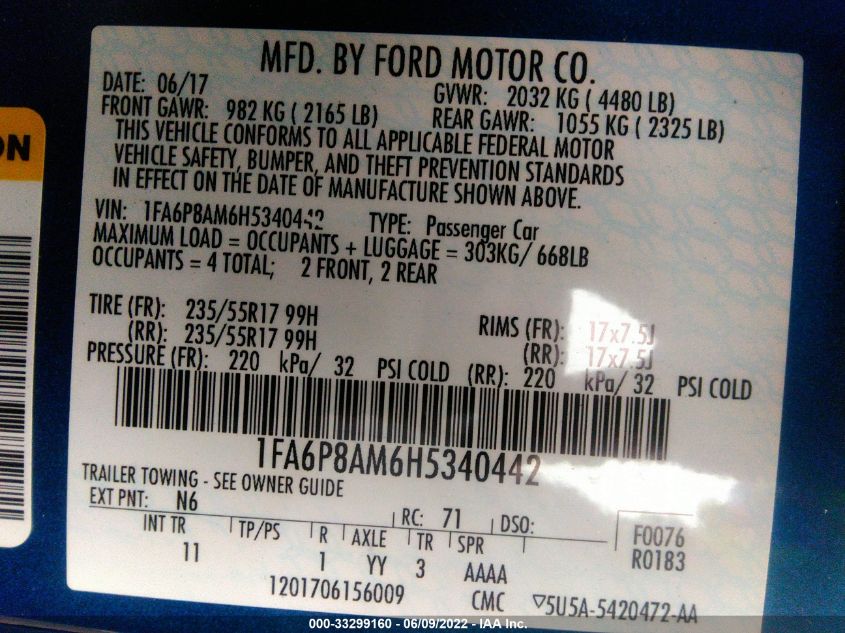 MFD. BY FORD MOTOR CO.
DATE: 06/17 GVWR: 2032 KG ( 4480 LB)
FRONT GAWR: 982 KG ( 2165 LB) REAR GAWR: 1055 KG ( 2325 LB)
THIS VEHICLE CONFORMS TO ALL APPLICABLE FEDERAL MOTOR
VEHICLE SAFETY, BUMPER, AND THEFT PREVENTION STANDARDS
IN EFFECT ON THE DATE OF MANUFACTURE SHOWN ABOVE.
VIN: 1FA6P8AM6H5340442 TYPE: Passenger Car
MAXIMUM LOAD = OCCUPANTS + LUGGAGE = 303KG/ 668LB
OCCUPANTS = 4 TOTAL; 2 FRONT, 2 REAR
TIRE (FR): 235/55R17 99H RIMS (FR): 17x7.5J
(RR): 235/55R17 99H (RR): 17x7.5J
PRESSURE (FR): 220 kPa/ 32 PSI COLD (RR): 220 kPa/ 32 PSI COLD
1FA6P8AM6H5340442
TRAILER TOWING - SEE OWNER GUIDE
EXT PNT: N6 RC: 71 DSO: F0076
INT TR TP/PS R AXLE TR SPR R0183
11 1 YY 3 AAAA
1201706156009 CMC ▽5U5A-5420472-AA
000-33299160 - 06/09/2022 - IAA Inc.